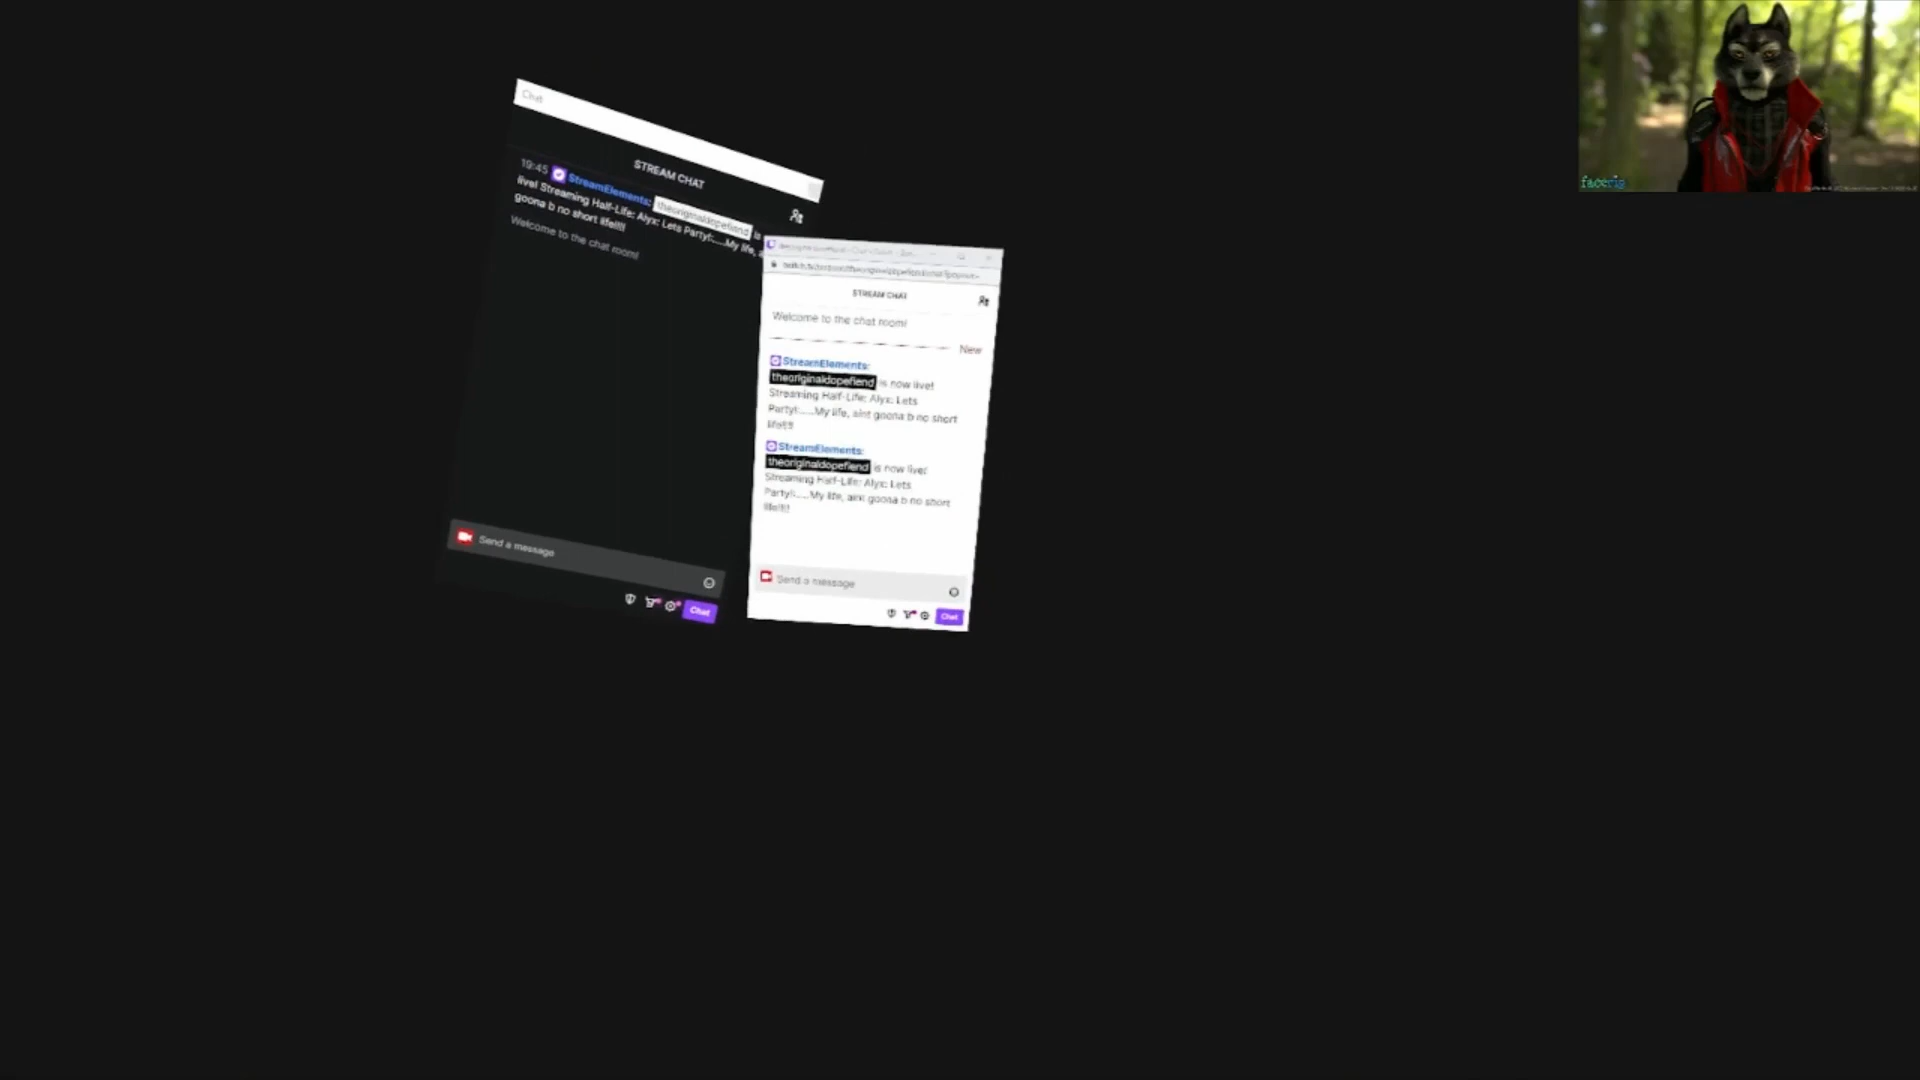 Chat
STREAM CHAT
19:45 StreamElements: theoriginaldopefiend is
live! Streaming Half-Life: Alyx: Lets Party!:....My life, a
goona b no short life!!!!
Welcome to the chat room!
Send a message
Chat
STREAM CHAT
Welcome to the chat room!
New
StreamElements:
theoriginaldopefiend is now live!
Streaming Half-Life: Alyx: Lets
Party!:....My life, aint goona b no short
life!!!!
StreamElements:
theoriginaldopefiend is now live!
Streaming Half-Life: Alyx: Lets
Party!:....My life, aint goona b no short
life!!!!
Send a message
Chat
facerig